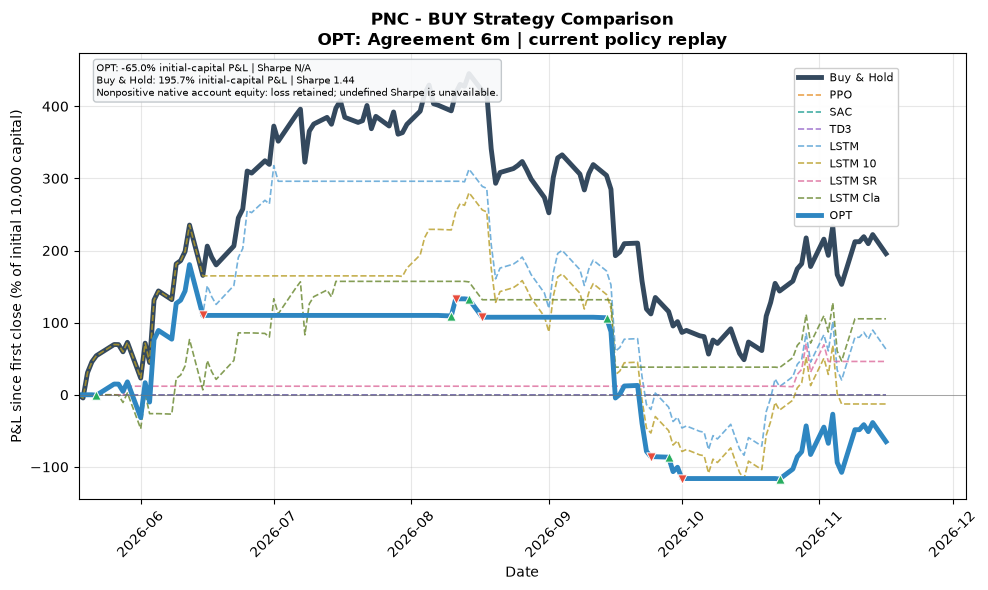 PNC - BUY Strategy Comparison
OPT: Agreement 6m | current policy replay
OPT: -65.0% initial-capital P&L | Sharpe N/A
Buy & Hold: 195.7% initial-capital P&L | Sharpe 1.44
Nonpositive native account equity: loss retained; undefined Sharpe is unavailable.
Buy & Hold
PPO
SAC
TD3
LSTM
LSTM 10
LSTM SR
LSTM Cla
OPT
P&L since first close (% of initial 10,000 capital)
400
300
200
100
0
−100
2026-06
2026-07
2026-08
2026-09
2026-10
2026-11
2026-12
Date